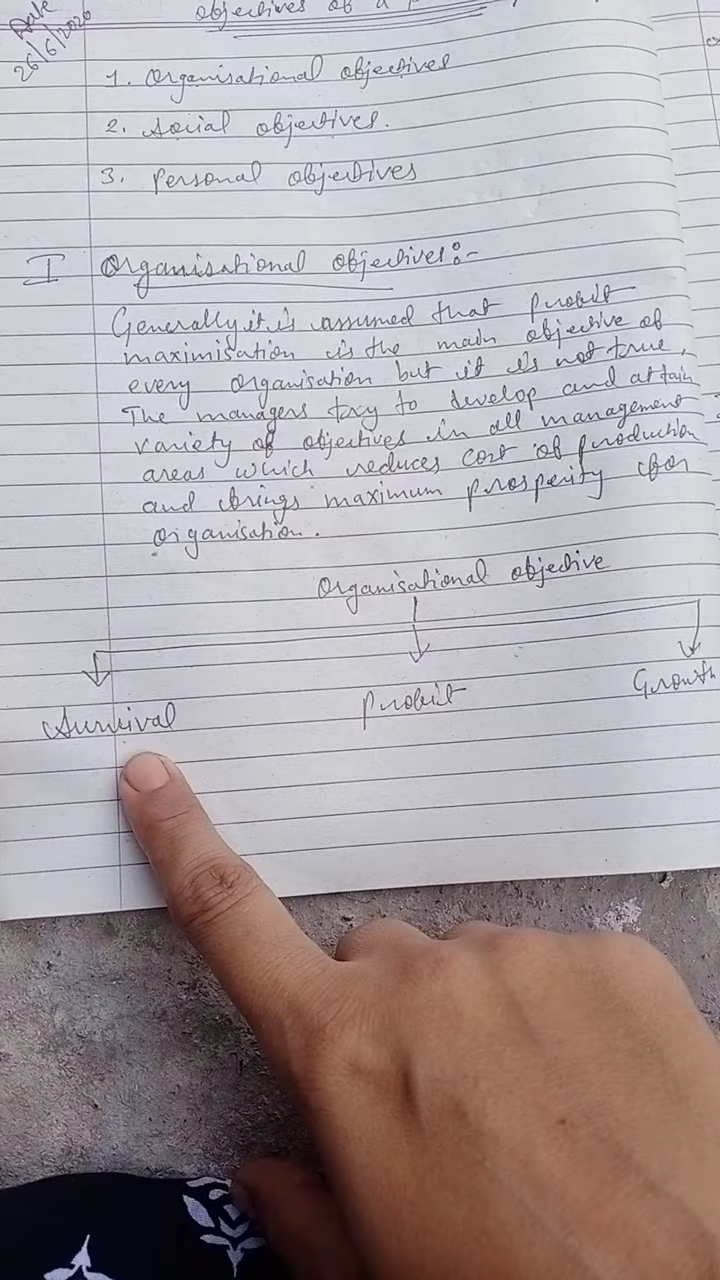 Date
26/6/2020
objectives of a
1. Organisational objectives
2. Social objectives.
3. Personal objectives
I Organisational objectives:-
Generally it is assumed that profit
maximisation is the main objective of
every organisation but it is not true.
The managers try to develop and attain
variety of objectives in all management
areas which reduces cost of production
and brings maximum prosperity for
organisation.
Organisational objective
Survival Profit Growth